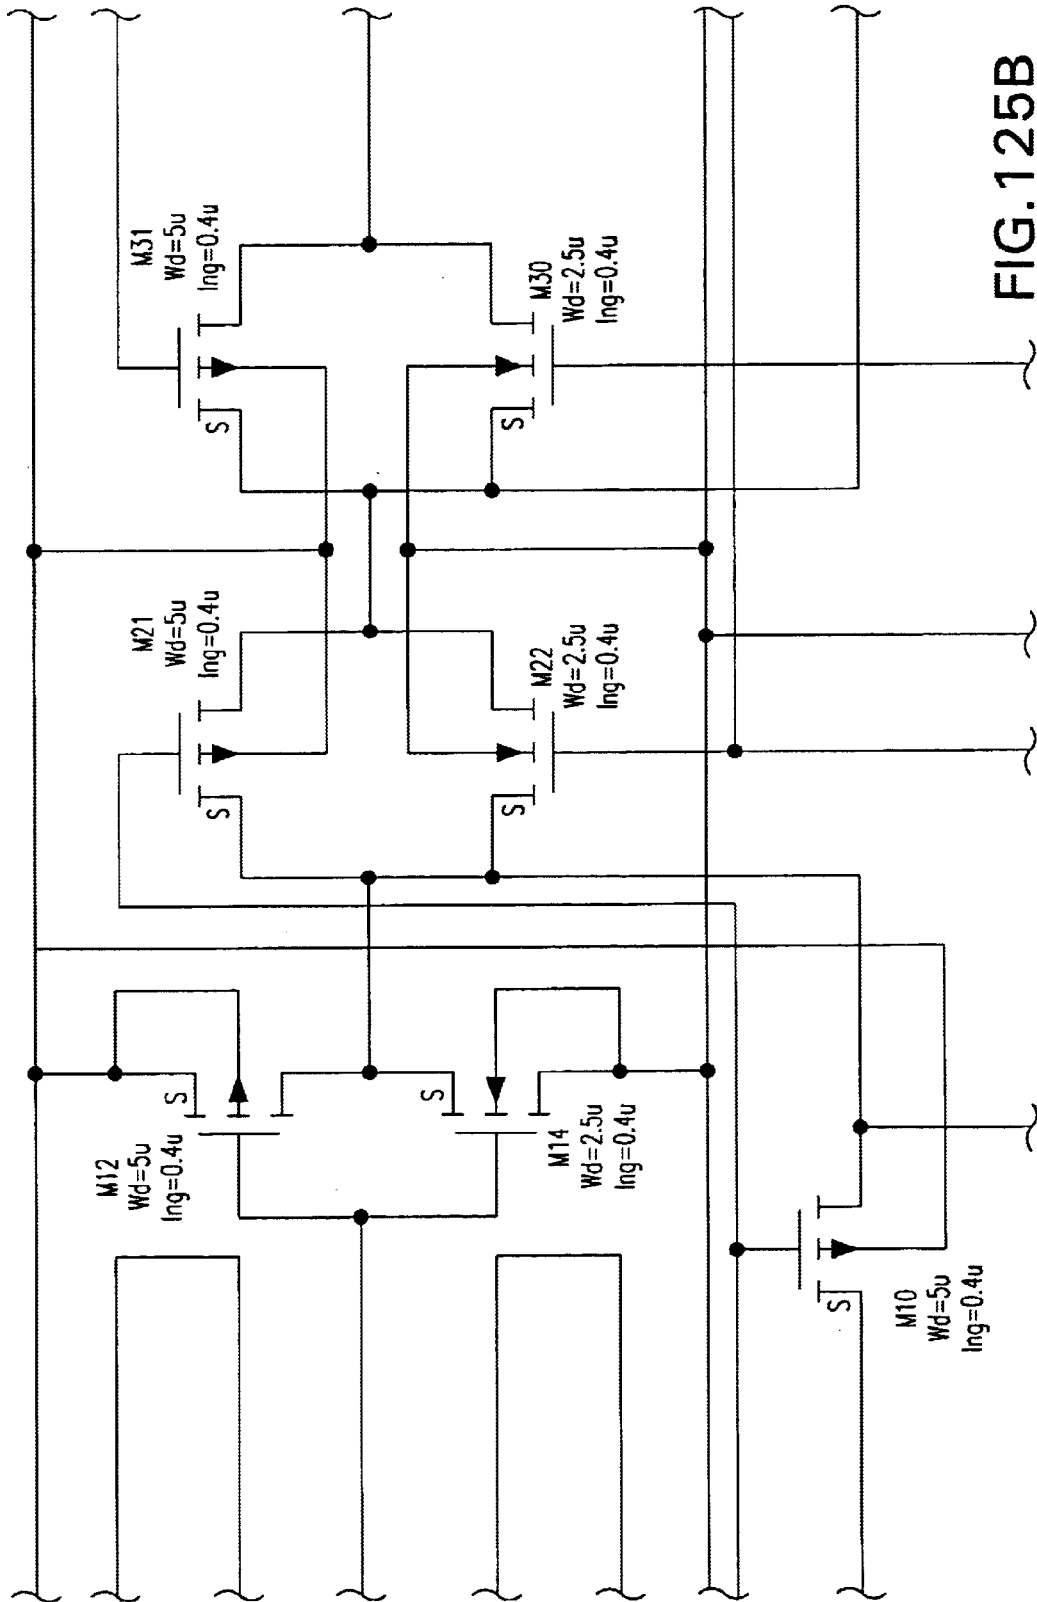 M31
Wd=5u
lng=0.4u
S
M30
Wd=2.5u
lng=0.4u
S
M21
Wd=5u
lng=0.4u
S
M22
Wd=2.5u
lng=0.4u
S
M12
Wd=5u
lng=0.4u
S
M14
Wd=2.5u
lng=0.4u
S
M10
Wd=5u
lng=0.4u
S
FIG.125B